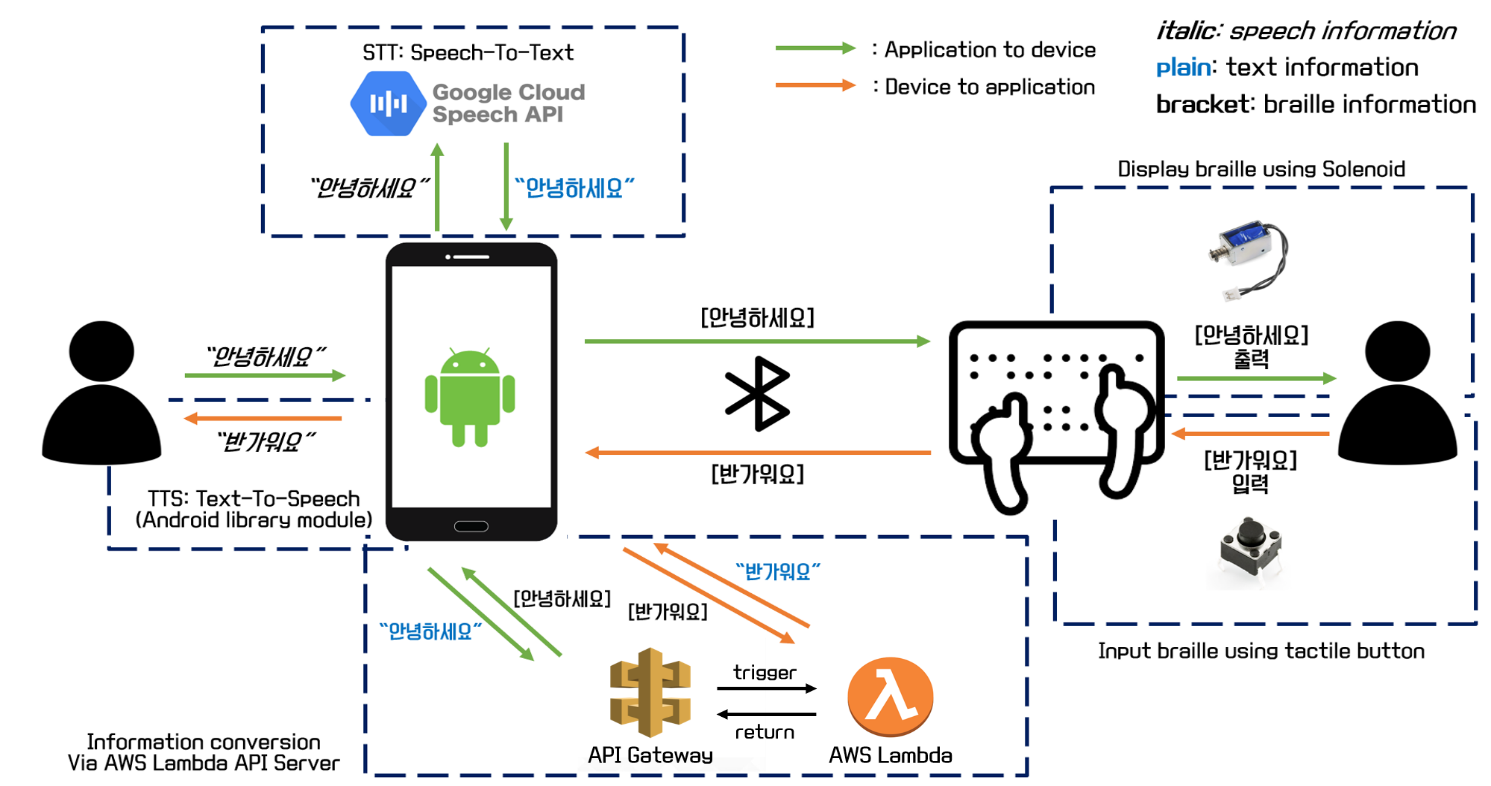 STT: Speech-To-Text
Google Cloud
Speech API
“안녕하세요”
“안녕하세요”
: Application to device
: Device to application
italic: speech information
plain: text information
bracket: braille information
Display braille using Solenoid
“안녕하세요”
“반가워요”
TTS: Text-To-Speech
(Android library module)
[안녕하세요]
[반가워요]
[안녕하세요]
출력
[반가워요]
입력
Input braille using tactile button
“안녕하세요”
[안녕하세요]
[반가워요]
“반가워요”
trigger
return
API Gateway
AWS Lambda
Information conversion
Via AWS Lambda API Server